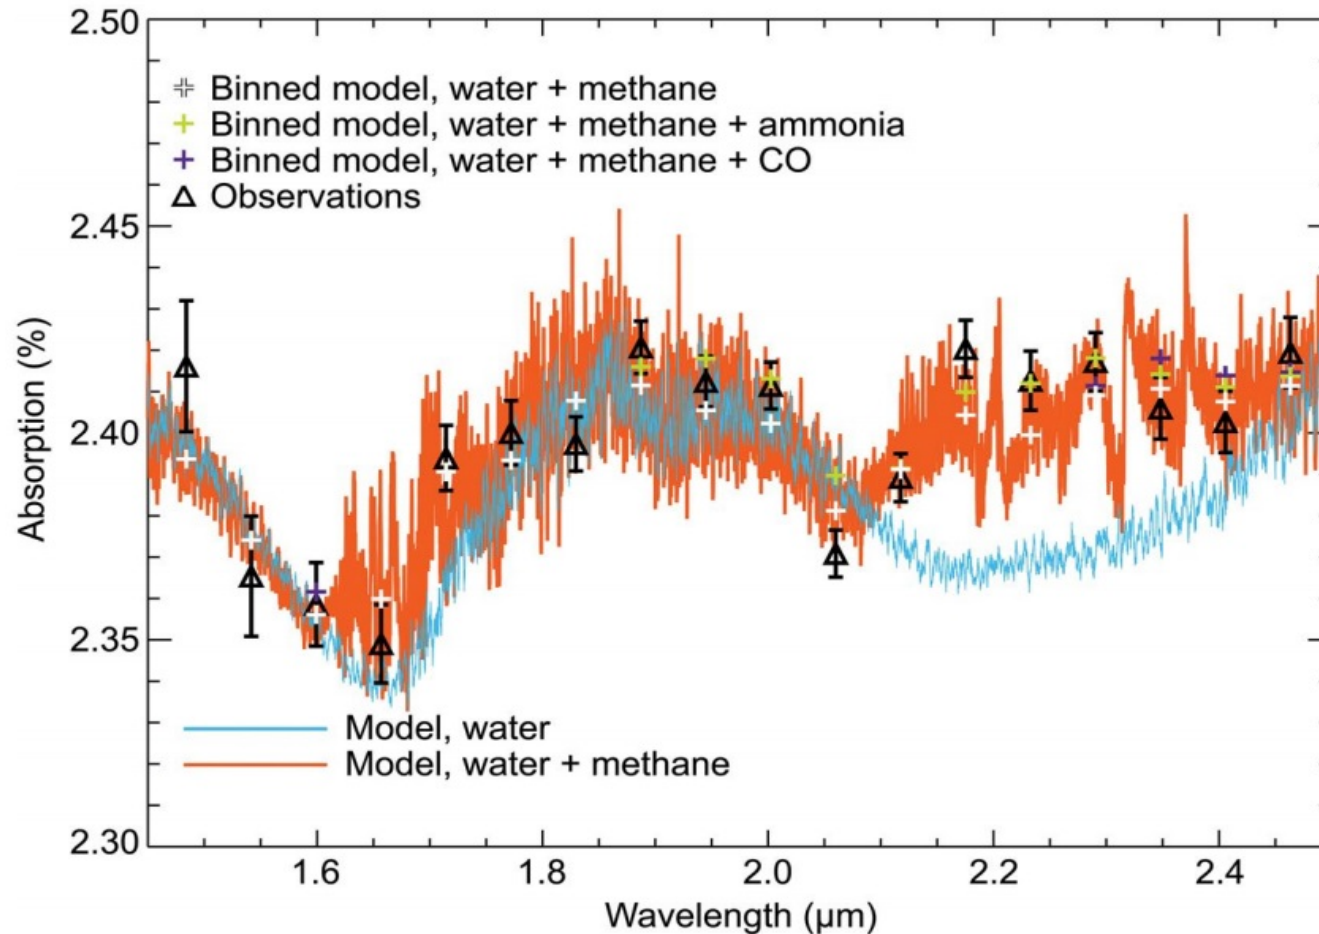 2.50
Binned model, water + methane
Binned model, water + methane + ammonia
Binned model, water + methane + CO
Observations
2.45
2.40
2.35
2.30
Absorption (%)
Model, water
Model, water + methane
1.6
1.8
2.0
2.2
2.4
Wavelength (µm)